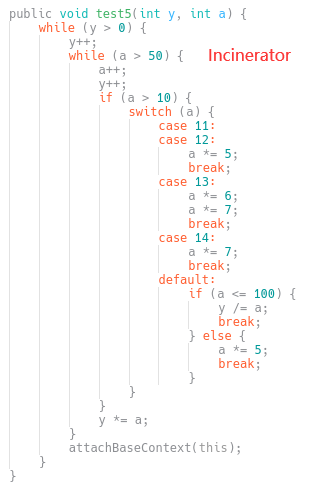 public void test5(int y, int a) {
while (y > 0) {
y++;
while (a > 50) { Incinerator
a++;
y++;
if (a > 10) {
switch (a) {
case 11:
case 12:
a *= 5;
break;
case 13:
a *= 6;
a *= 7;
break;
case 14:
a *= 7;
break;
default:
if (a <= 100) {
y /= a;
break;
} else {
a *= 5;
break;
}
}
}
y *= a;
}
attachBaseContext(this);
}
}